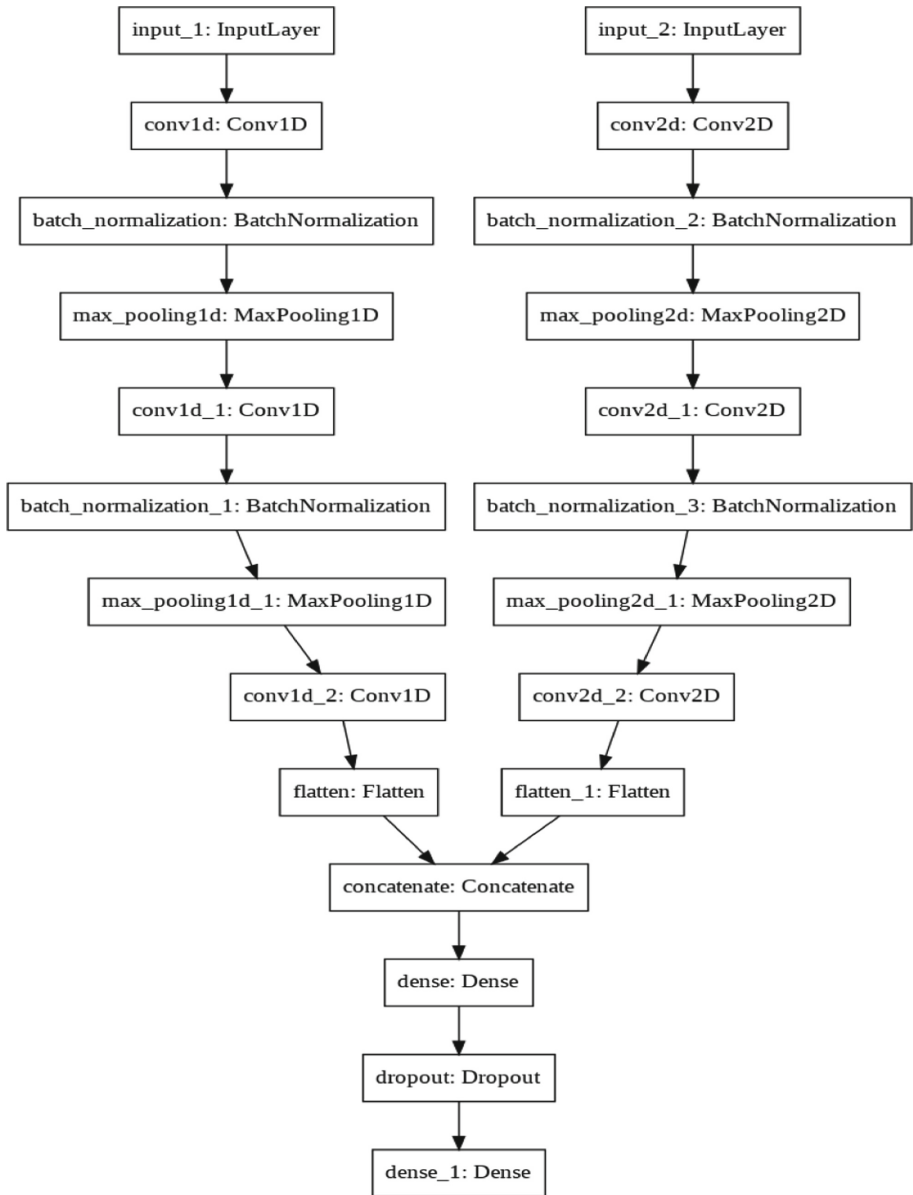 input_1: InputLayer
input_2: InputLayer
conv1d: Conv1D
conv2d: Conv2D
batch_normalization: BatchNormalization
batch_normalization_2: BatchNormalization
max_pooling1d: MaxPooling1D
max_pooling2d: MaxPooling2D
conv1d_1: Conv1D
conv2d_1: Conv2D
batch_normalization_1: BatchNormalization
batch_normalization_3: BatchNormalization
max_pooling1d_1: MaxPooling1D
max_pooling2d_1: MaxPooling2D
conv1d_2: Conv1D
conv2d_2: Conv2D
flatten: Flatten
flatten_1: Flatten
concatenate: Concatenate
dense: Dense
dropout: Dropout
dense_1: Dense